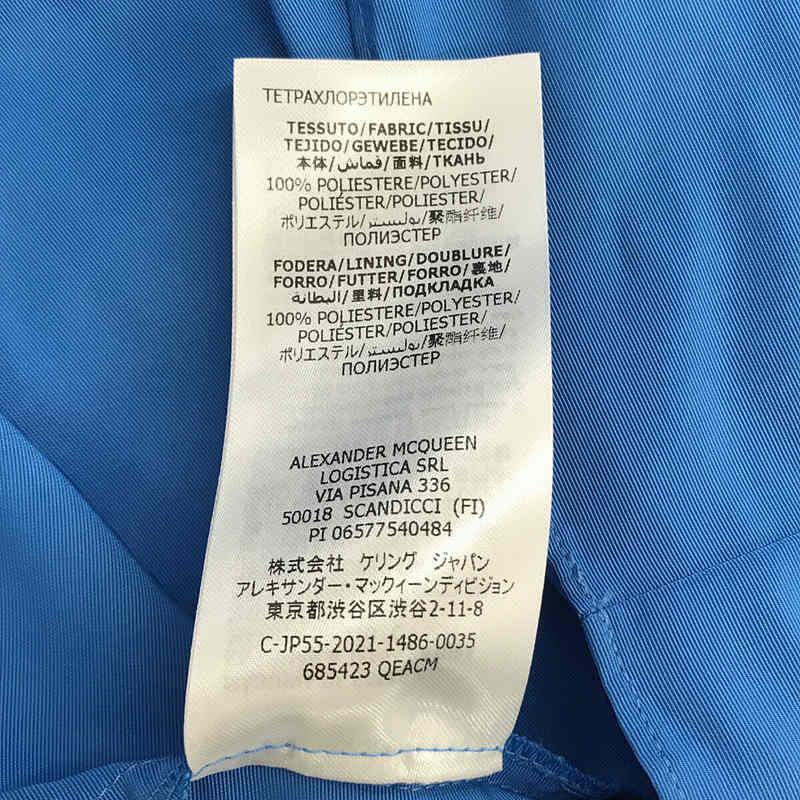 ТЕТРАХЛОРЭТИЛЕНА
TESSUTO/FABRIC/TISSU/
TEJIDO/GEWEBE/TECIDO/
本体/قماش/面料/ТКАНЬ
100% POLIESTERE/POLYESTER/
POLIÉSTER/POLIESTER/
ポリエステル/بوليستر/聚酯纤维/
ПОЛИЭСТЕР
FODERA/LINING/DOUBLURE/
FORRO/FUTTER/FORRO/裏地/
البطانة/里料/ПОДКЛАДКА
100% POLIESTERE/POLYESTER/
POLIÉSTER/POLIESTER/
ポリエステル/بوليستر/聚酯纤维/
ПОЛИЭСТЕР
ALEXANDER MCQUEEN
LOGISTICA SRL
VIA PISANA 336
50018 SCANDICCI (FI)
PI 06577540484
株式会社 ケリング ジャパン
アレキサンダー・マックィーンディビジョン
東京都渋谷区渋谷2-11-8
C-JP55-2021-1486-0035
685423 QEACM